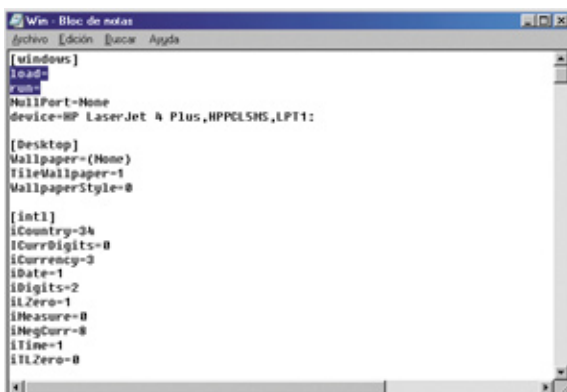 Win - Bloc de notas
Archivo Edición Buscar Ayuda
[windows]
load=
run=
NullPort=None
device=HP LaserJet 4 Plus,HPPCL5MS,LPT1:

[Desktop]
Wallpaper=(None)
TileWallpaper=1
WallpaperStyle=0

[intl]
iCountry=34
ICurrDigits=0
iCurrency=3
iDate=1
iDigits=2
iLZero=1
iMeasure=0
iNegCurr=8
iTime=1
iTLZero=0